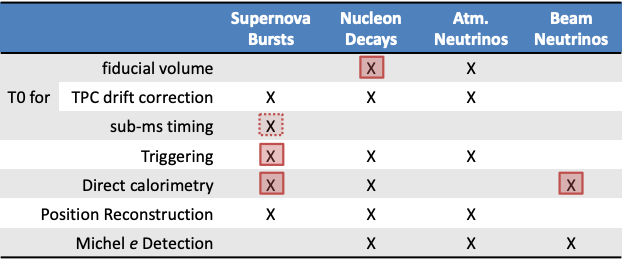 Supernova Bursts Nucleon Decays Atm. Neutrinos Beam Neutrinos
fiducial volume X X
T0 for TPC drift correction X X X
sub-ms timing X
Triggering X X X
Direct calorimetry X X X
Position Reconstruction X X X
Michel e Detection X X X